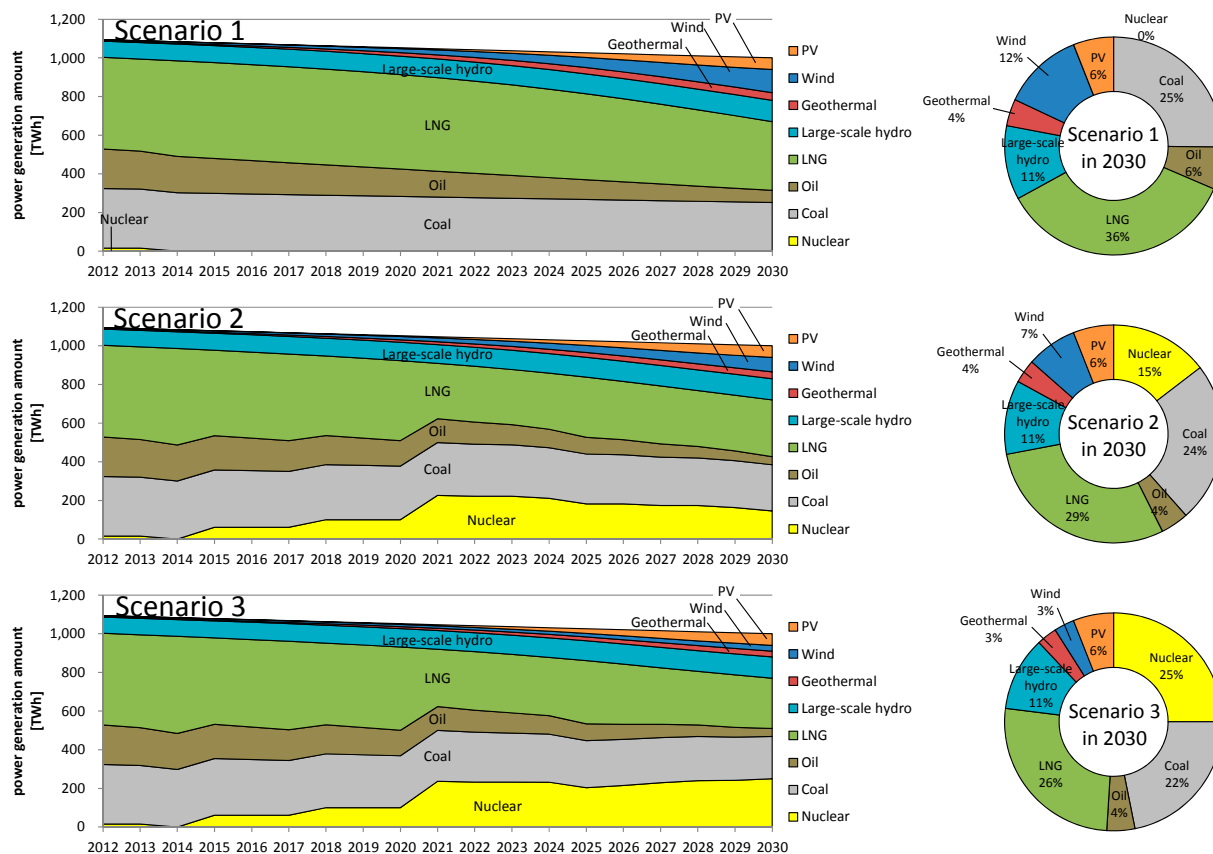 Scenario 1
power generation amount
[TWh]
1,200
1,000
800
600
400
200
0
2012 2013 2014 2015 2016 2017 2018 2019 2020 2021 2022 2023 2024 2025 2026 2027 2028 2029 2030
PV
Wind
Geothermal
Large-scale hydro
LNG
Oil
Coal
Nuclear
PV
Wind
Geothermal
Large-scale hydro
LNG
Oil
Coal
Nuclear
Nuclear
0%
Coal
25%
Oil
6%
LNG
36%
Large-scale
hydro
11%
Geothermal
4%
Wind
12%
PV
6%
Scenario 1
in 2030
Scenario 2
power generation amount
[TWh]
1,200
1,000
800
600
400
200
0
2012 2013 2014 2015 2016 2017 2018 2019 2020 2021 2022 2023 2024 2025 2026 2027 2028 2029 2030
PV
Wind
Geothermal
Large-scale hydro
LNG
Oil
Coal
Nuclear
PV
Wind
Geothermal
Large-scale hydro
LNG
Oil
Coal
Nuclear
Nuclear
15%
Coal
24%
Oil
4%
LNG
29%
Large-scale
hydro
11%
Geothermal
4%
Wind
7%
PV
6%
Scenario 2
in 2030
Scenario 3
power generation amount
[TWh]
1,200
1,000
800
600
400
200
0
2012 2013 2014 2015 2016 2017 2018 2019 2020 2021 2022 2023 2024 2025 2026 2027 2028 2029 2030
PV
Wind
Geothermal
Large-scale hydro
LNG
Oil
Coal
Nuclear
PV
Wind
Geothermal
Large-scale hydro
LNG
Oil
Coal
Nuclear
Nuclear
25%
Coal
22%
Oil
4%
LNG
26%
Large-scale
hydro
11%
Geothermal
3%
Wind
3%
PV
6%
Scenario 3
in 2030